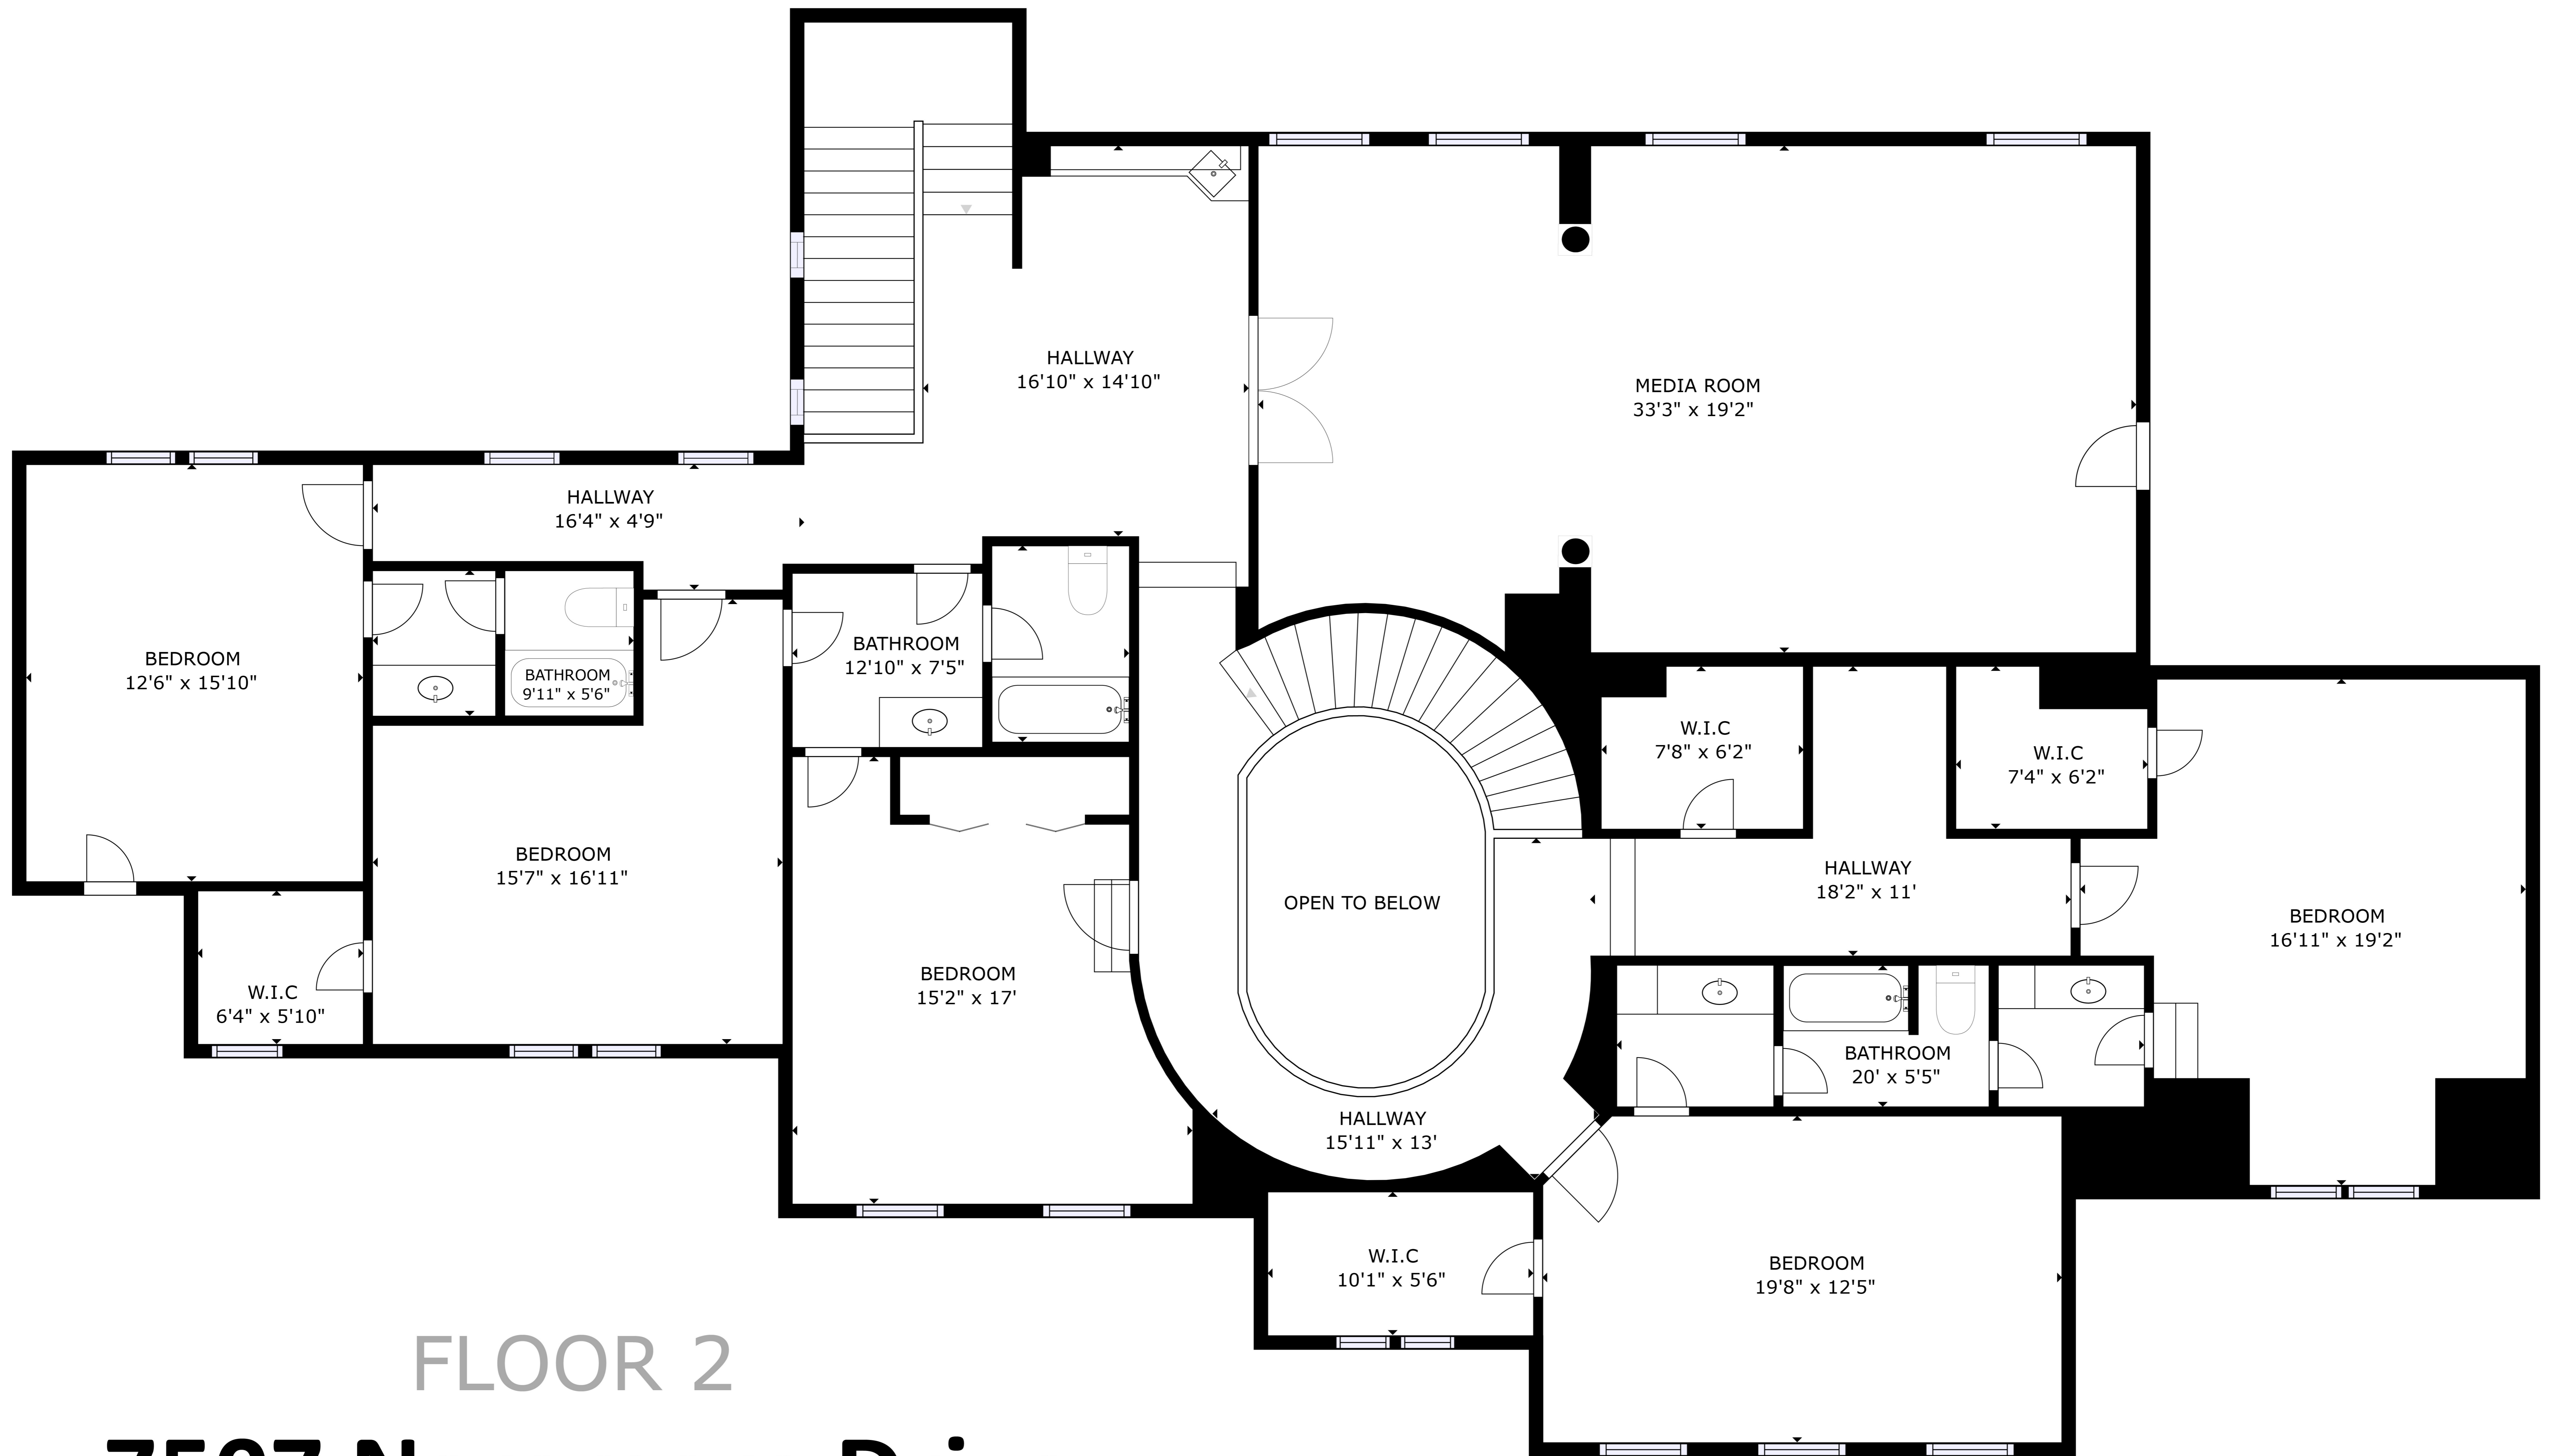 HALLWAY
16'10" x 14'10"
MEDIA ROOM
33'3" x 19'2"
HALLWAY
16'4" x 4'9"
BEDROOM
12'6" x 15'10"
BATHROOM
9'11" x 5'6"
BATHROOM
12'10" x 7'5"
W.I.C
7'8" x 6'2"
W.I.C
7'4" x 6'2"
BEDROOM
15'7" x 16'11"
HALLWAY
18'2" x 11'
OPEN TO BELOW
BEDROOM
16'11" x 19'2"
BEDROOM
15'2" x 17'
W.I.C
6'4" x 5'10"
BATHROOM
20' x 5'5"
HALLWAY
15'11" x 13'
W.I.C
10'1" x 5'6"
BEDROOM
19'8" x 12'5"
FLOOR 2